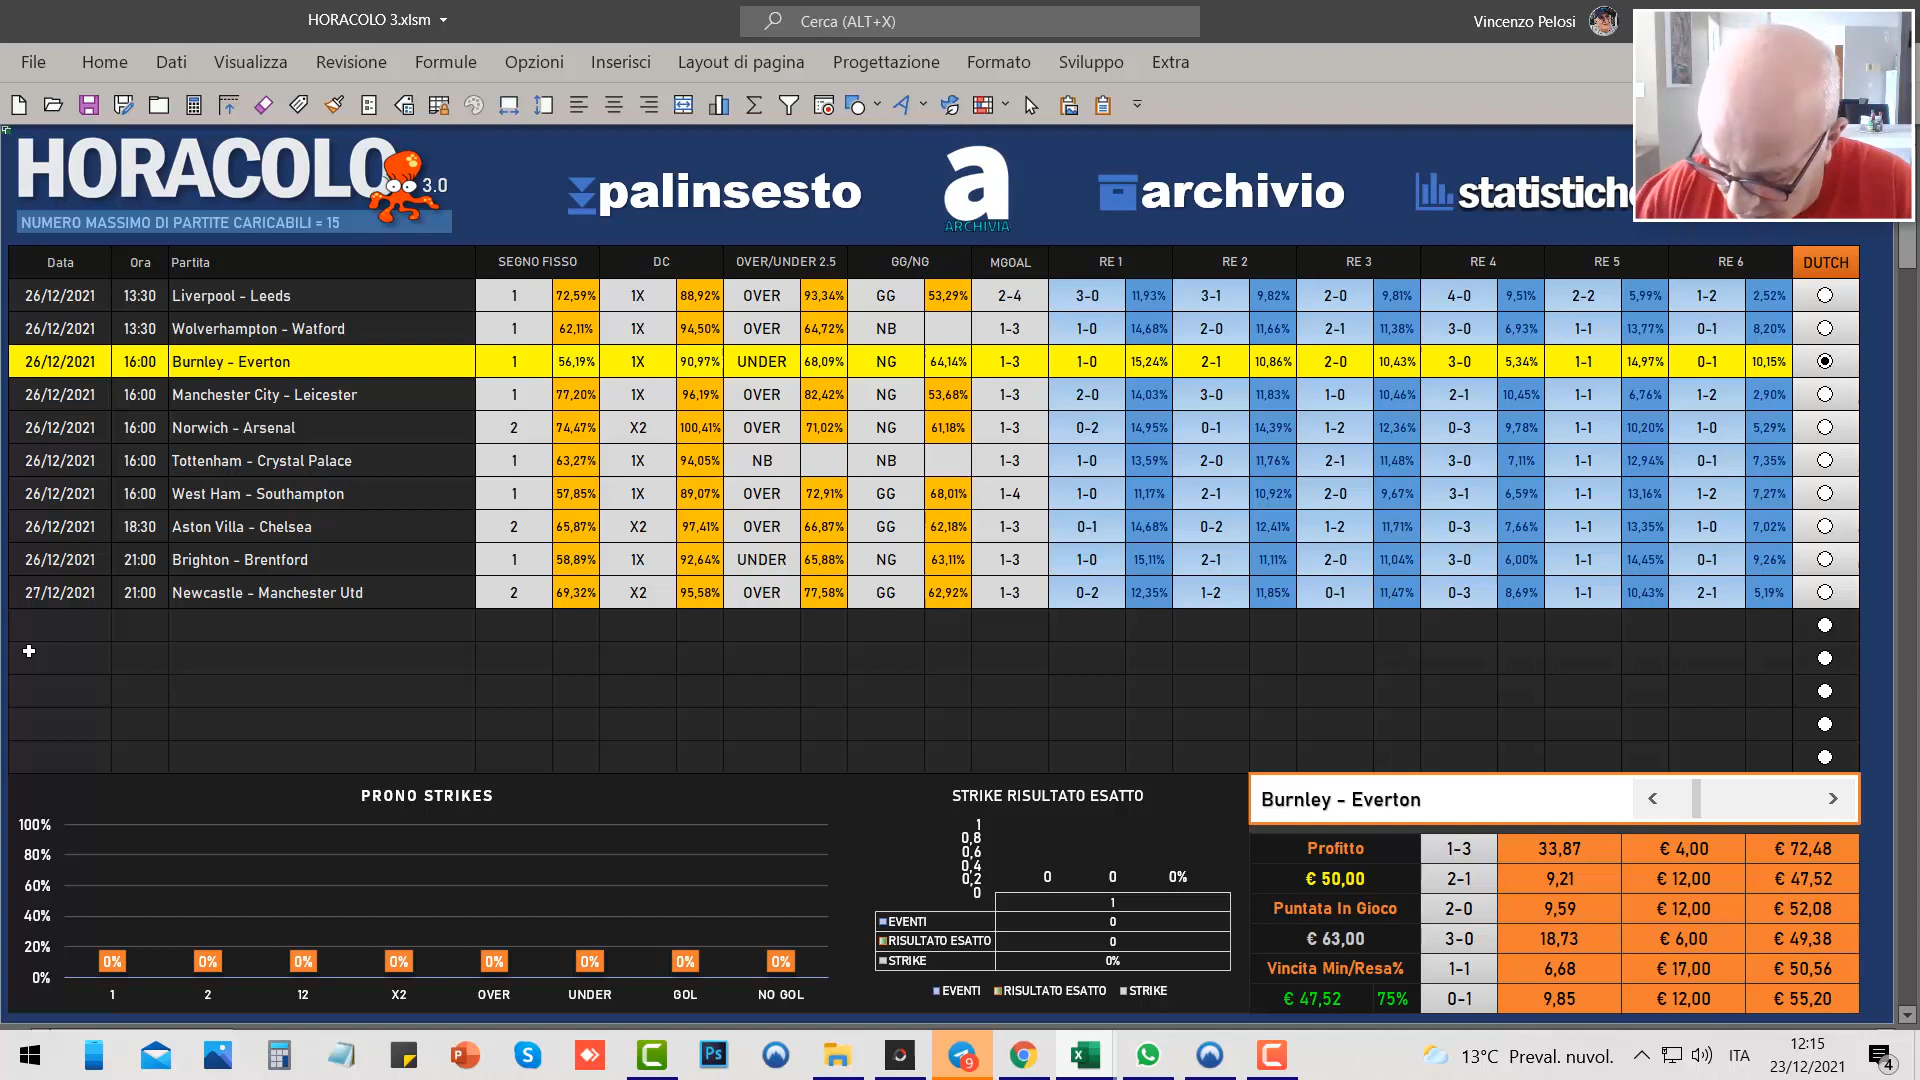 HORACOLO 3.xlsm
Cerca (ALT+X)
Vincenzo Pelosi
File Home Dati Visualizza Revisione Formule Opzioni Inserisci Layout di pagina Progettazione Formato Sviluppo Extra
HORACOLO 3.0
NUMERO MASSIMO DI PARTITE CARICABILI = 15
palinsesto
a
ARCHIVIA
archivio
statistiche
Data Ora Partita SEGNO FISSO DC OVER/UNDER 2.5 GG/NG MGOAL RE 1 RE 2 RE 3 RE 4 RE 5 RE 6 DUTCH
26/12/2021 13:30 Liverpool - Leeds 1 72,59% 1X 88,92% OVER 93,34% GG 53,29% 2-4 3-0 11,93% 3-1 9,82% 2-0 9,81% 4-0 9,51% 2-2 5,99% 1-2 2,52%
26/12/2021 13:30 Wolverhampton - Watford 1 62,11% 1X 94,50% OVER 64,72% NB 1-3 1-0 14,68% 2-0 11,66% 2-1 11,38% 3-0 6,93% 1-1 13,77% 0-1 8,20%
26/12/2021 16:00 Burnley - Everton 1 56,19% 1X 90,97% UNDER 68,09% NG 64,14% 1-3 1-0 15,24% 2-1 10,86% 2-0 10,43% 3-0 5,34% 1-1 14,97% 0-1 10,15%
26/12/2021 16:00 Manchester City - Leicester 1 77,20% 1X 96,19% OVER 82,42% NG 53,68% 1-3 2-0 14,03% 3-0 11,83% 1-0 10,46% 2-1 10,45% 1-1 6,76% 1-2 2,90%
26/12/2021 16:00 Norwich - Arsenal 2 74,47% X2 100,41% OVER 71,02% NG 61,18% 1-3 0-2 14,95% 0-1 14,39% 1-2 12,36% 0-3 9,78% 1-1 10,20% 1-0 5,29%
26/12/2021 16:00 Tottenham - Crystal Palace 1 63,27% 1X 94,05% NB NB 1-3 1-0 13,59% 2-0 11,76% 2-1 11,48% 3-0 7,11% 1-1 12,94% 0-1 7,35%
26/12/2021 16:00 West Ham - Southampton 1 57,85% 1X 89,07% OVER 72,91% GG 68,01% 1-4 1-0 11,17% 2-1 10,92% 2-0 9,67% 3-1 6,59% 1-1 13,16% 1-2 7,27%
26/12/2021 18:30 Aston Villa - Chelsea 2 65,87% X2 97,41% OVER 66,87% GG 62,18% 1-3 0-1 14,68% 0-2 12,41% 1-2 11,71% 0-3 7,66% 1-1 13,35% 1-0 7,02%
26/12/2021 21:00 Brighton - Brentford 1 58,89% 1X 92,64% UNDER 65,88% NG 63,11% 1-3 1-0 15,11% 2-1 11,11% 2-0 11,04% 3-0 6,00% 1-1 14,45% 0-1 9,26%
27/12/2021 21:00 Newcastle - Manchester Utd 2 69,32% X2 95,58% OVER 77,58% GG 62,92% 1-3 0-2 12,35% 1-2 11,85% 0-1 11,47% 0-3 8,69% 1-1 10,43% 2-1 5,19%
PRONO STRIKES
100%
80%
60%
40%
20%
0%
0% 0% 0% 0% 0% 0% 0% 0%
1 2 12 X2 OVER UNDER GOL NO GOL
STRIKE RISULTATO ESATTO
1
0,8
0,6
0,4
0,2
0
0 0 0%
1
EVENTI 0
RISULTATO ESATTO 0
STRIKE 0%
EVENTI RISULTATO ESATTO STRIKE
Burnley - Everton
Profitto 1-3 33,87 € 4,00 € 72,48
€ 50,00 2-1 9,21 € 12,00 € 47,52
Puntata In Gioco 2-0 9,59 € 12,00 € 52,08
€ 63,00 3-0 18,73 € 6,00 € 49,38
Vincita Min/Resa% 1-1 6,68 € 17,00 € 50,56
€ 47,52 75% 0-1 9,85 € 12,00 € 55,20
9
13°C Preval. nuvol.
ITA
12:15
23/12/2021
4